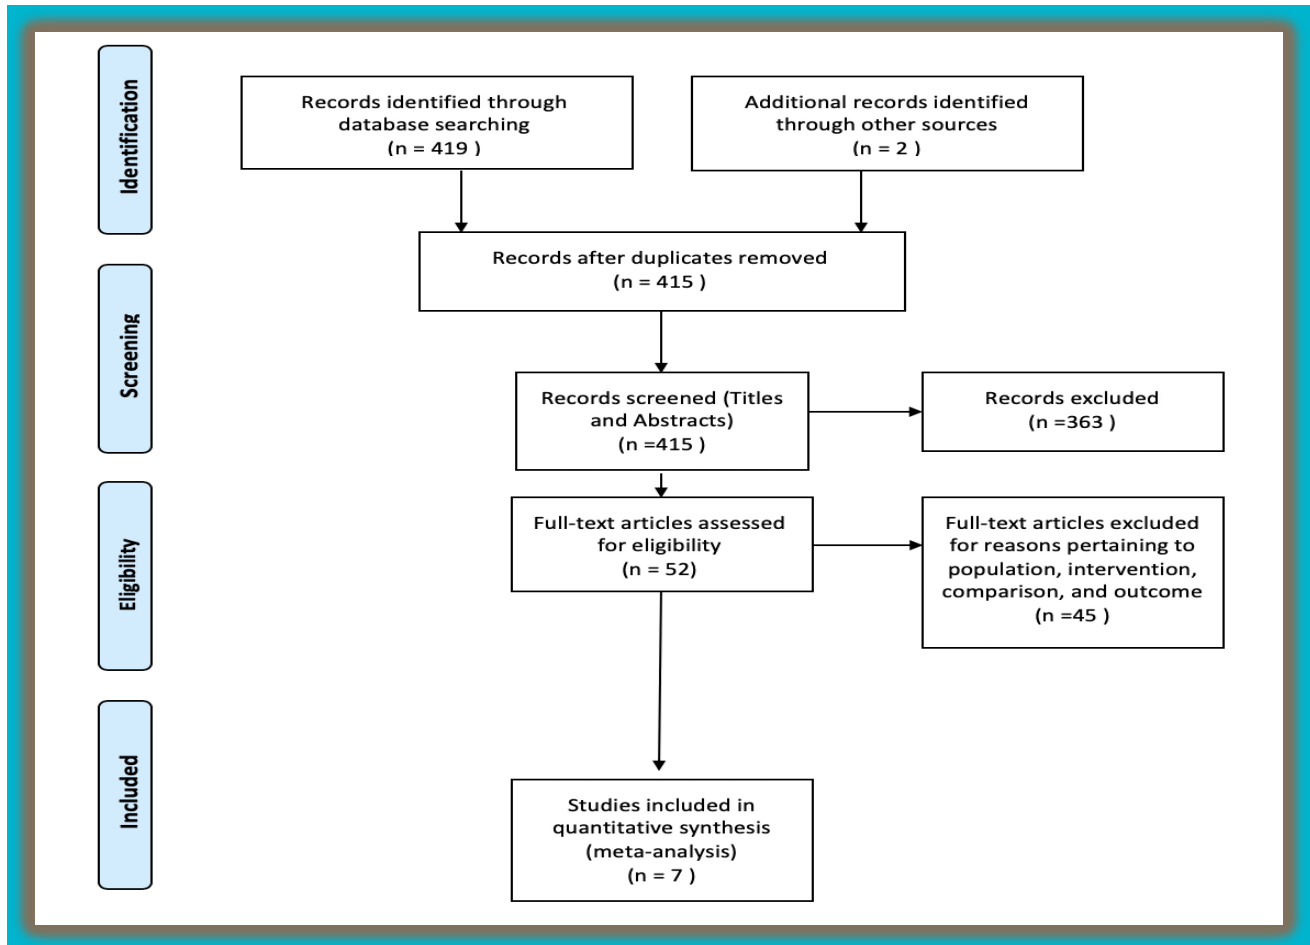 Identification
Records identified through
database searching
(n = 419 )
Additional records identified
through other sources
(n = 2 )
Records after duplicates removed
(n = 415 )
Screening
Records screened (Titles
and Abstracts)
(n =415 )
Records excluded
(n =363 )
Eligibility
Full-text articles assessed
for eligibility
(n = 52)
Full-text articles excluded
for reasons pertaining to
population, intervention,
comparison, and outcome
(n =45 )
Included
Studies included in
quantitative synthesis
(meta-analysis)
(n = 7 )